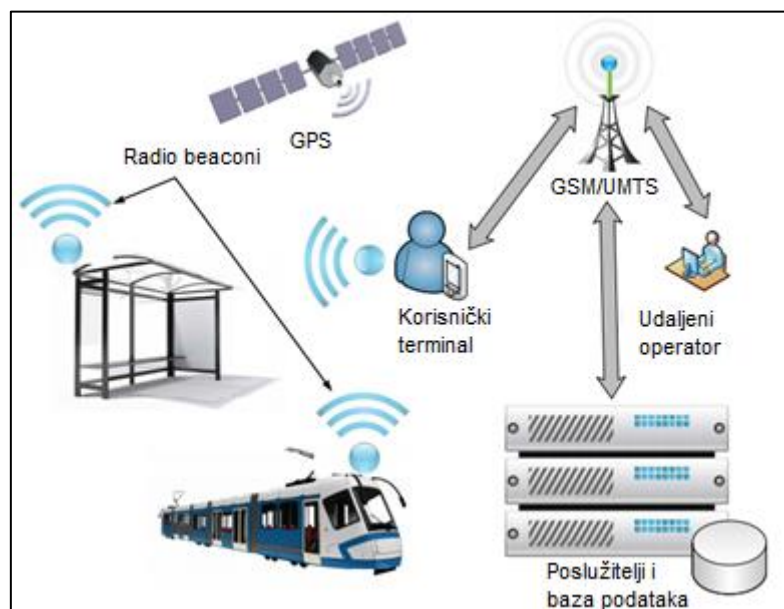 GPS
Radio beaconi
GSM/UMTS
Korisnički
terminal
Udaljeni
operator
Poslužitelji i
baza podataka